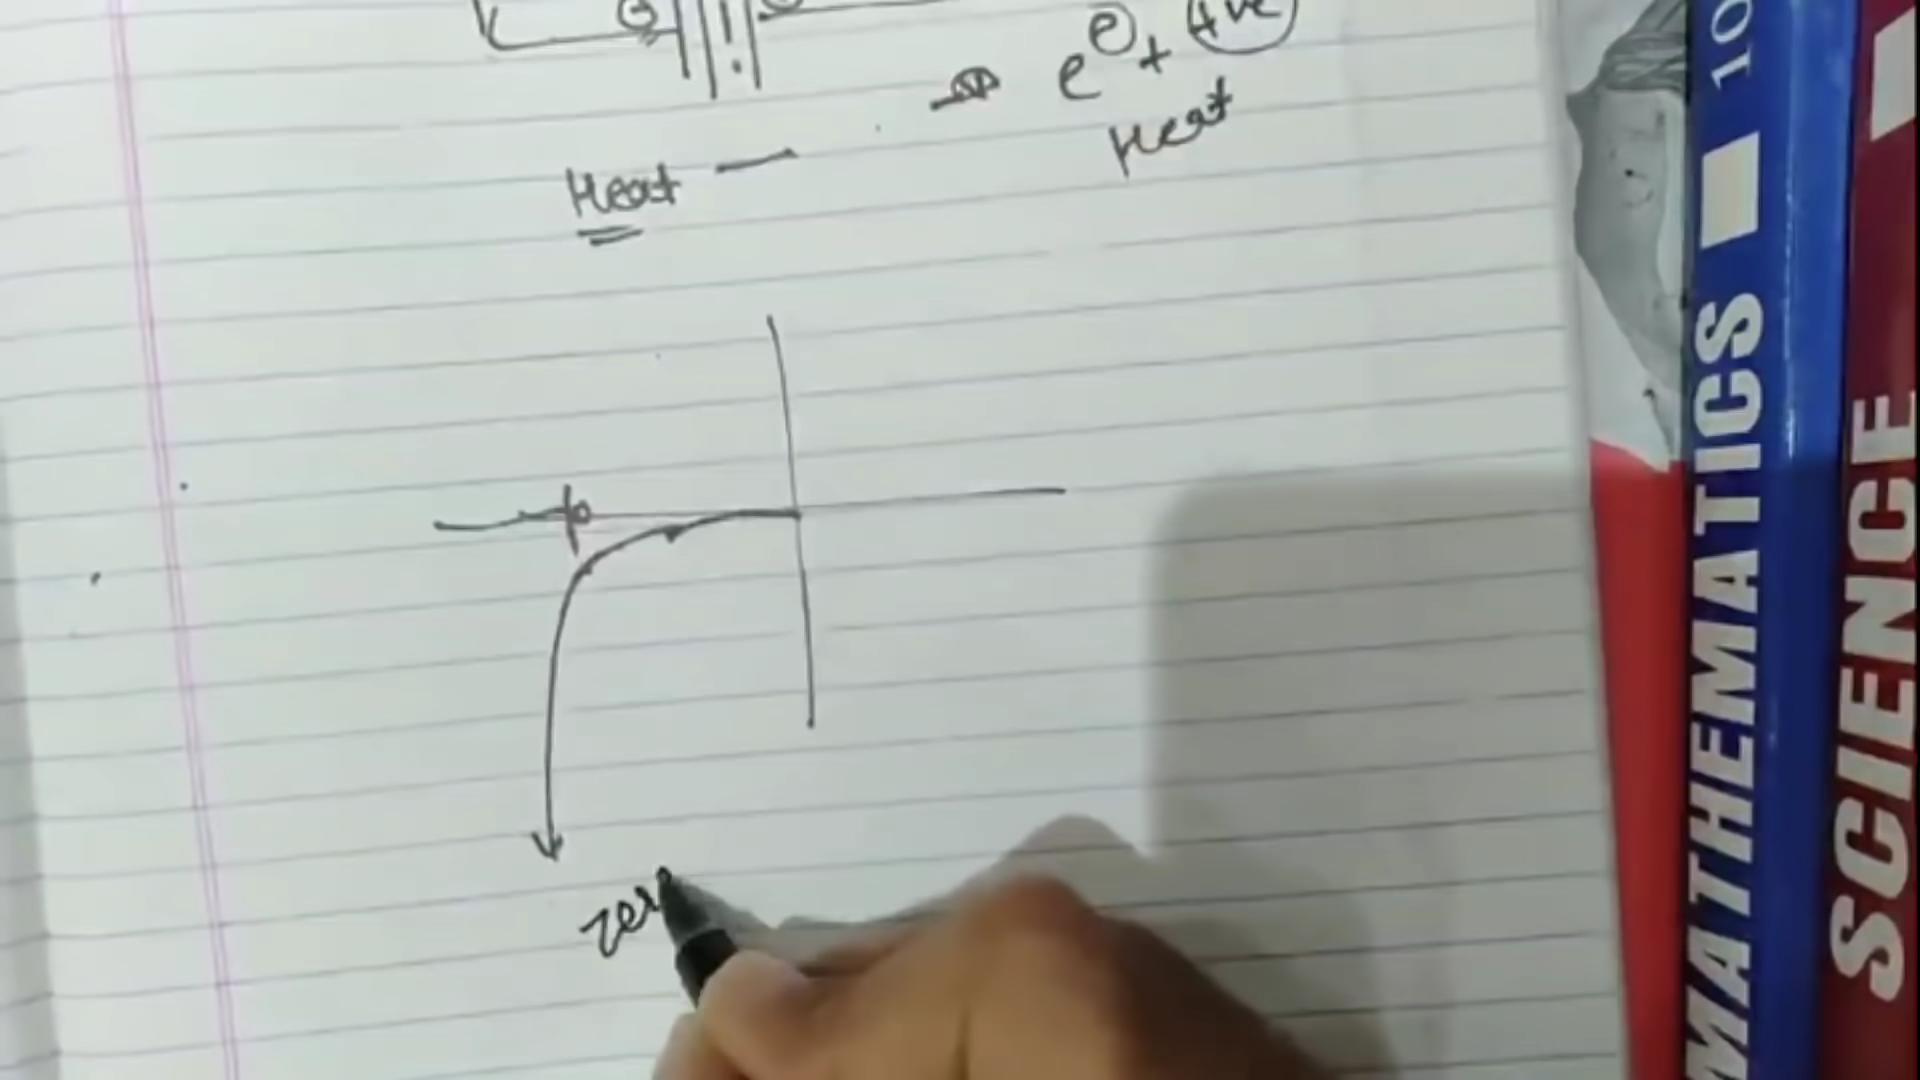 e⊖ + +ve
Heat
Heat —
zer
10
MATHEMATICS
SCIENCE